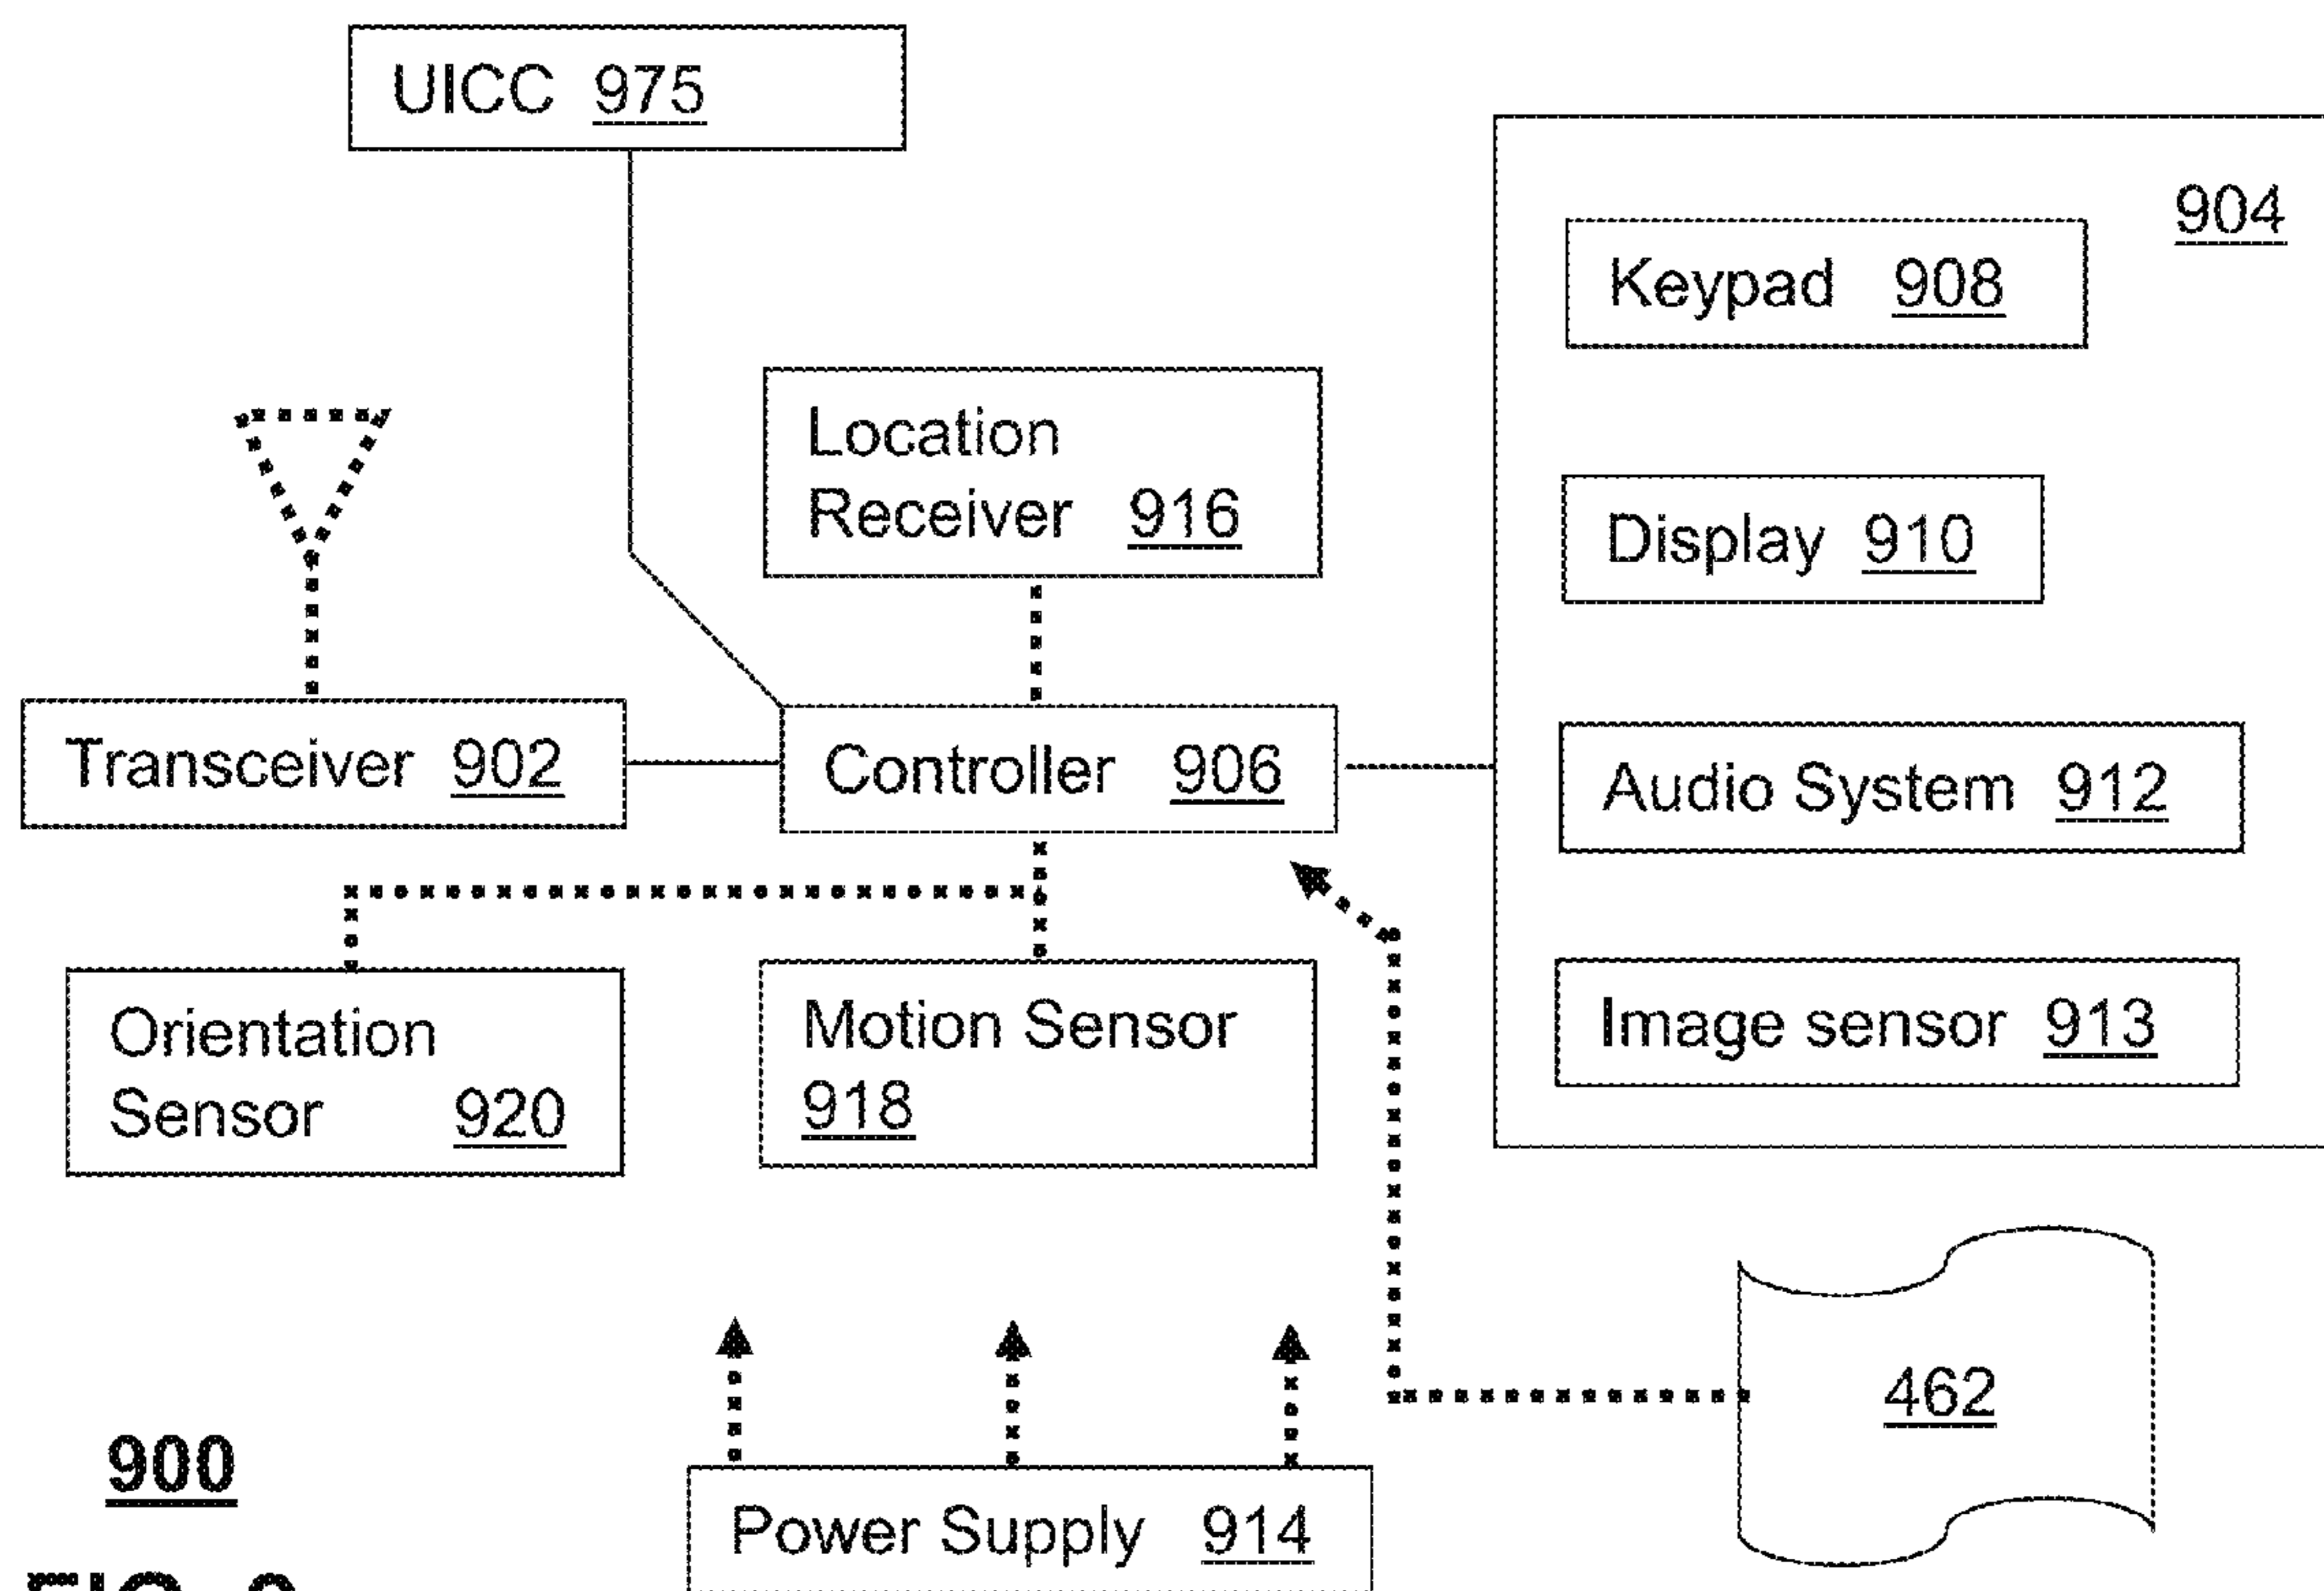 UICC 975
904
Keypad 908
Location
Receiver 916
Display 910
Transceiver 902
Controller 906
Audio System 912
Orientation
Sensor 920
Motion Sensor
918
Image sensor 913
462
900
Power Supply 914